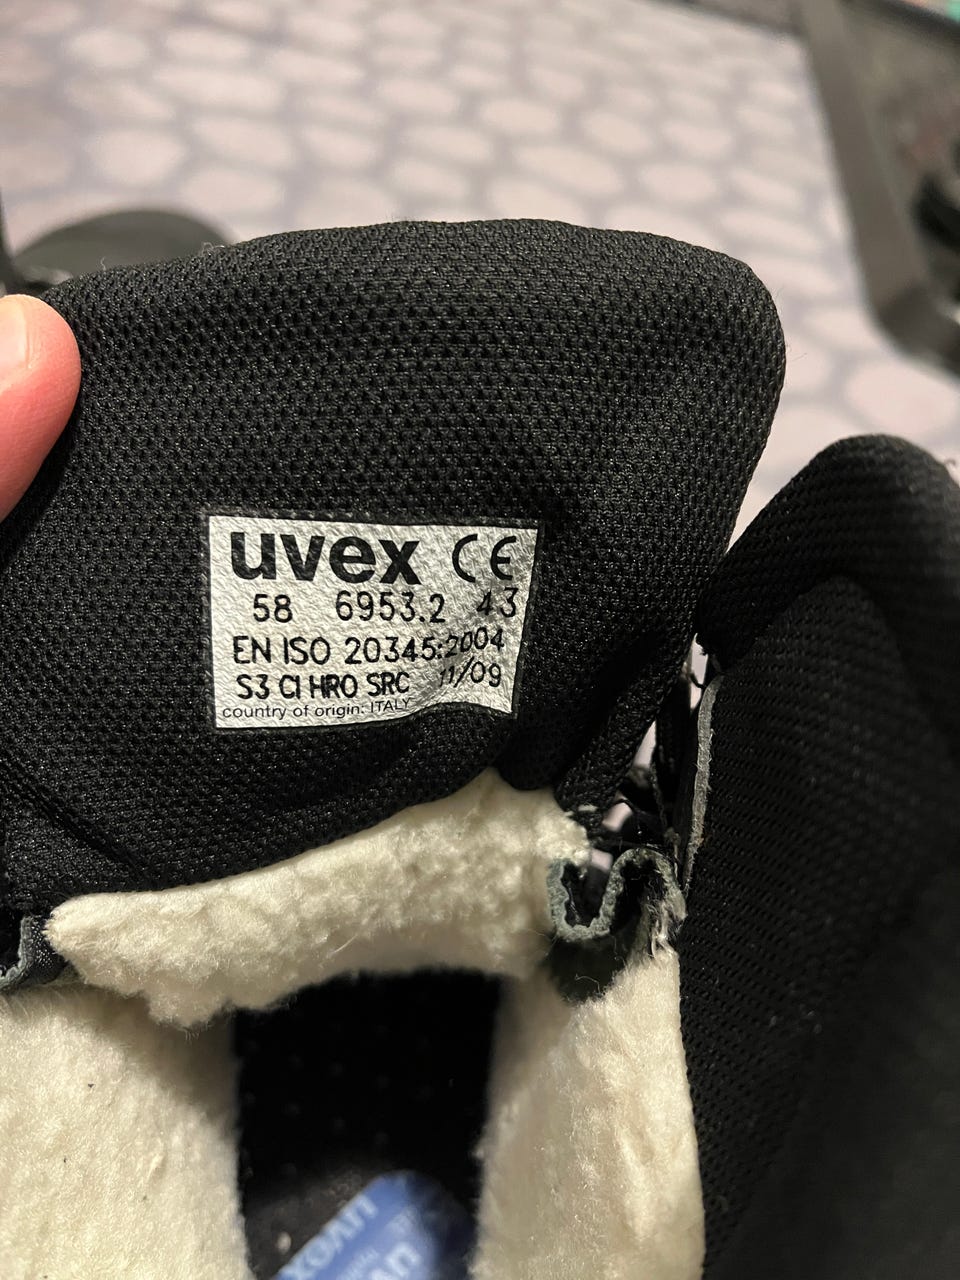 uvex CE
58 6953.2 43
EN ISO 20345:2004
S3 CI HRO SRC 11/09
country of origin: ITALY
uvex